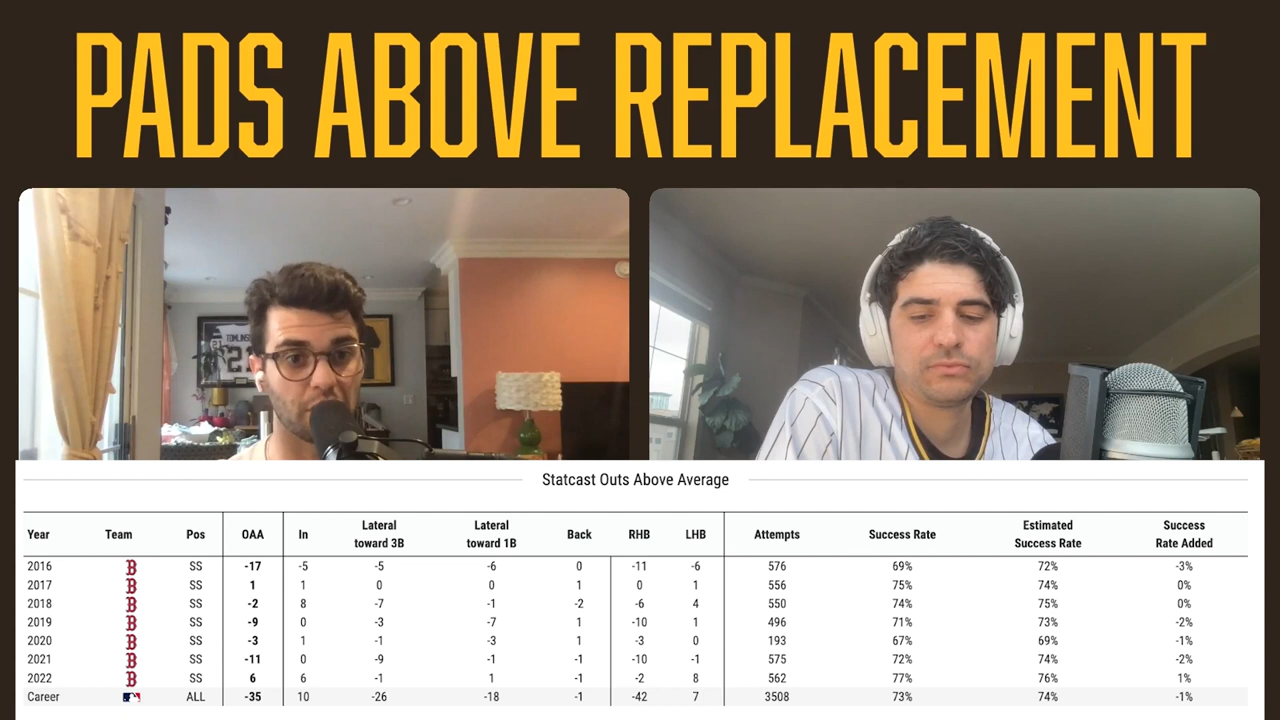 PADS ABOVE REPLACEMENT
TOMLINS
21
Statcast Outs Above Average
Year Team Pos OAA In Lateral toward 3B Lateral toward 1B Back RHB LHB Attempts Success Rate Estimated Success Rate Success Rate Added
2016 B SS -17 -5 -5 -6 0 -11 -6 576 69% 72% -3%
2017 B SS 1 1 0 0 1 0 1 556 75% 74% 0%
2018 B SS -2 8 -7 -1 -2 -6 4 550 74% 75% 0%
2019 B SS -9 0 -3 -7 1 -10 1 496 71% 73% -2%
2020 B SS -3 1 -1 -3 1 -3 0 193 67% 69% -1%
2021 B SS -11 0 -9 -1 -1 -10 -1 575 72% 74% -2%
2022 B SS 6 6 -1 1 -1 -2 8 562 77% 76% 1%
Career ALL -35 10 -26 -18 -1 -42 7 3508 73% 74% -1%